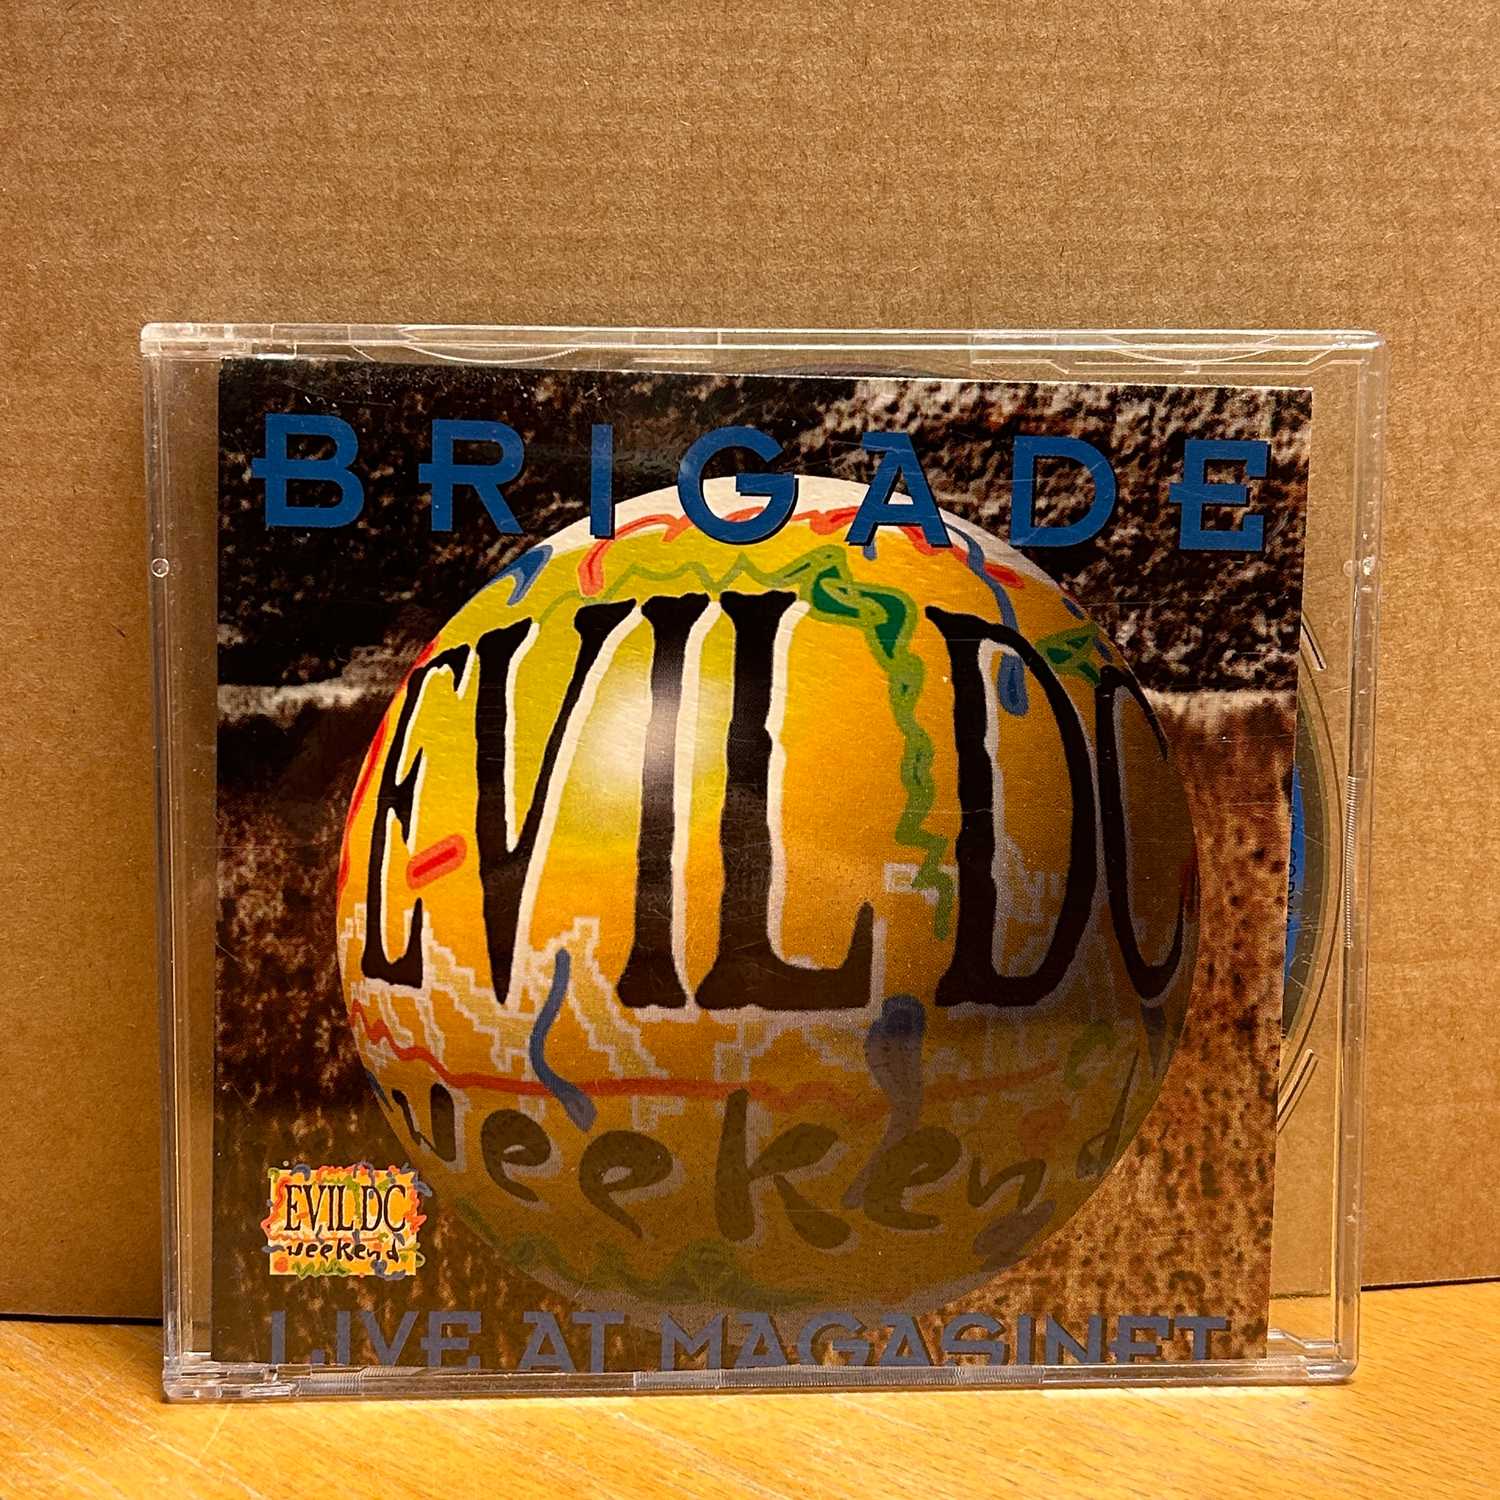 BRIGADE
EVIL DC
weekend
EVIL DC
weekend
LIVE AT MAGASINET